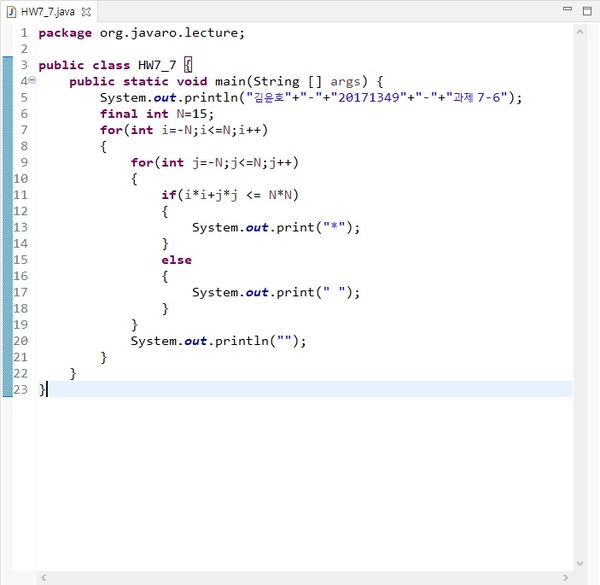 HW7_7.java
1 package org.javaro.lecture;
2
3 public class HW7_7 {
4     public static void main(String [] args) {
5         System.out.println("김윤호"+"-"+"20171349"+"-"+"과제 7-6");
6         final int N=15;
7         for(int i=-N;i<=N;i++)
8         {
9             for(int j=-N;j<=N;j++)
10             {
11                 if(i*i+j*j <= N*N)
12                 {
13                     System.out.print("*");
14                 }
15                 else
16                 {
17                     System.out.print(" ");
18                 }
19             }
20             System.out.println("");
21         }
22     }
23 }